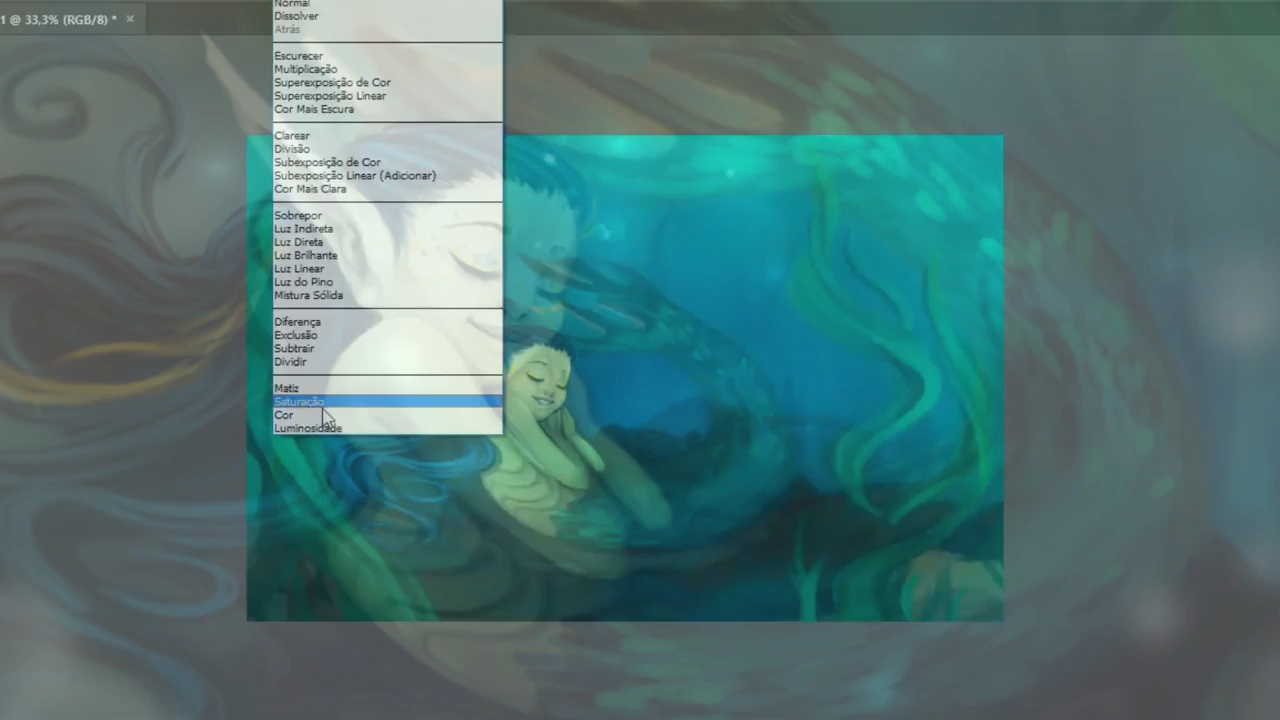 1 @ 33,3% (RGB/8) * ×
Normal
Dissolver
Atrás
Escurecer
Multiplicação
Superexposição de Cor
Superexposição Linear
Cor Mais Escura
Clarear
Divisão
Subexposição de Cor
Subexposição Linear (Adicionar)
Cor Mais Clara
Sobrepor
Luz Indireta
Luz Direta
Luz Brilhante
Luz Linear
Luz do Pino
Mistura Sólida
Diferença
Exclusão
Subtrair
Dividir
Matiz
Saturação
Cor
Luminosidade